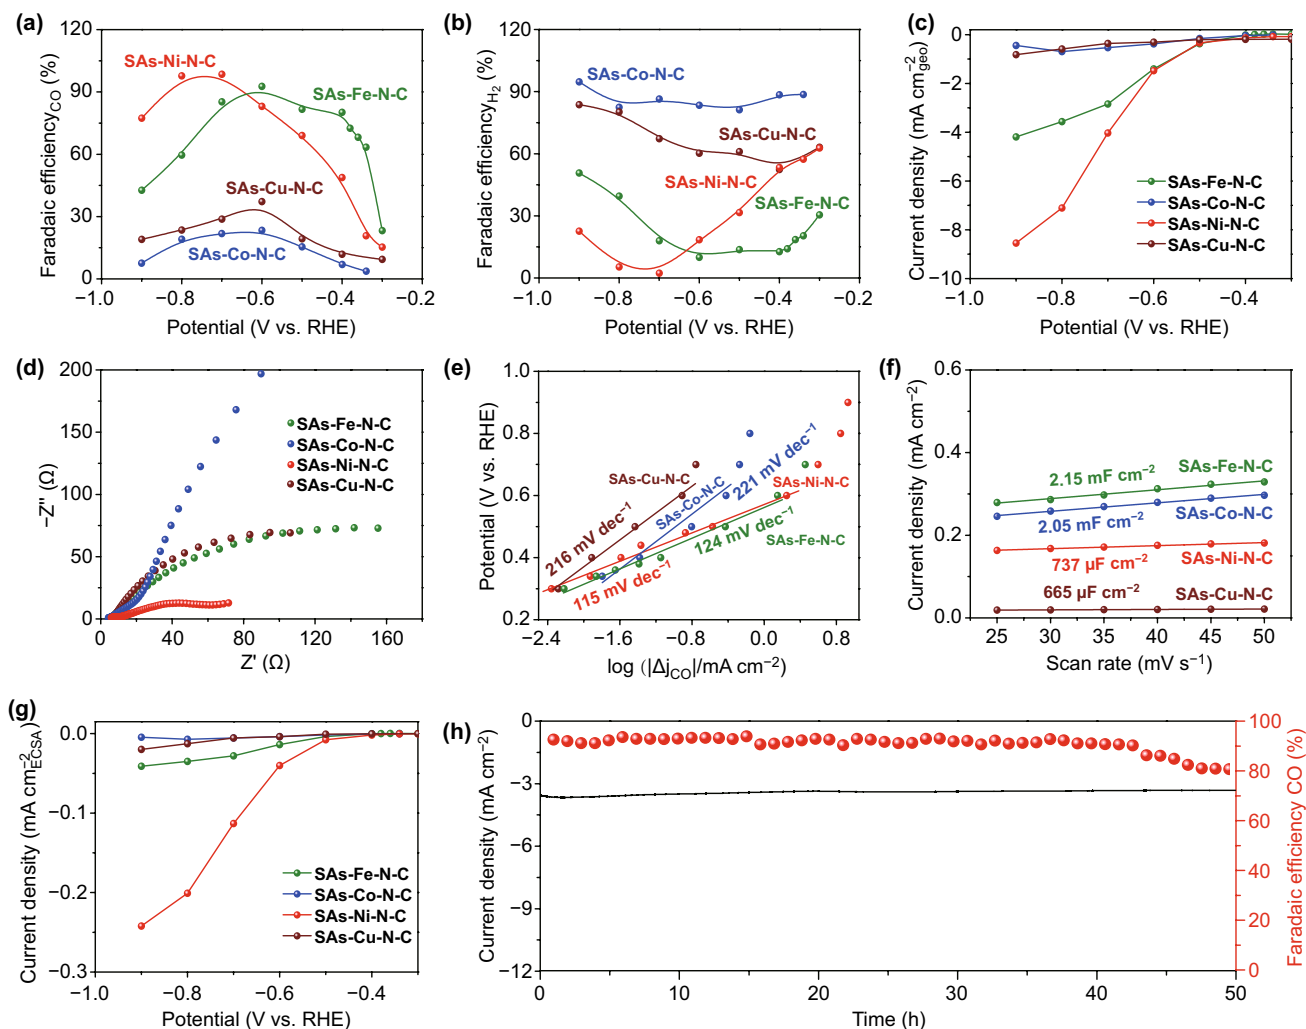 (a)
120
90
60
30
0
Faradaic efficiency_CO (%)
SAs-Ni-N-C
SAs-Fe-N-C
SAs-Cu-N-C
SAs-Co-N-C
−1.0 −0.8 −0.6 −0.4 −0.2
Potential (V vs. RHE)
(b)
120
90
60
30
0
Faradaic efficiency_H2 (%)
SAs-Co-N-C
SAs-Cu-N-C
SAs-Ni-N-C
SAs-Fe-N-C
−1.0 −0.8 −0.6 −0.4 −0.2
Potential (V vs. RHE)
(c)
0
−2
−4
−6
−8
−10
Current density (mA cm⁻²_geo)
SAs-Fe-N-C
SAs-Co-N-C
SAs-Ni-N-C
SAs-Cu-N-C
−1.0 −0.8 −0.6 −0.4
Potential (V vs. RHE)
(d)
200
150
100
50
0
−Z'' (Ω)
SAs-Fe-N-C
SAs-Co-N-C
SAs-Ni-N-C
SAs-Cu-N-C
0 40 80 120 160
Z' (Ω)
(e)
1.0
0.8
0.6
0.4
0.2
Potential (V vs. RHE)
SAs-Cu-N-C
SAs-Co-N-C
221 mV dec⁻¹
SAs-Ni-N-C
216 mV dec⁻¹
124 mV dec⁻¹
SAs-Fe-N-C
115 mV dec⁻¹
−2.4 −1.6 −0.8 0.0 0.8
log (|Δj_CO|/mA cm⁻²)
(f)
0.6
0.4
0.2
0.0
Current density (mA cm⁻²)
2.15 mF cm⁻² SAs-Fe-N-C
2.05 mF cm⁻² SAs-Co-N-C
737 µF cm⁻² SAs-Ni-N-C
665 µF cm⁻² SAs-Cu-N-C
25 30 35 40 45 50
Scan rate (mV s⁻¹)
(g)
0.0
−0.1
−0.2
−0.3
Current density (mA cm⁻²_ECSA)
SAs-Fe-N-C
SAs-Co-N-C
SAs-Ni-N-C
SAs-Cu-N-C
−1.0 −0.8 −0.6 −0.4
Potential (V vs. RHE)
(h)
0
−3
−6
−9
−12
Current density (mA cm⁻²)
100
80
60
40
20
0
Faradaic efficiency CO (%)
0 10 20 30 40 50
Time (h)